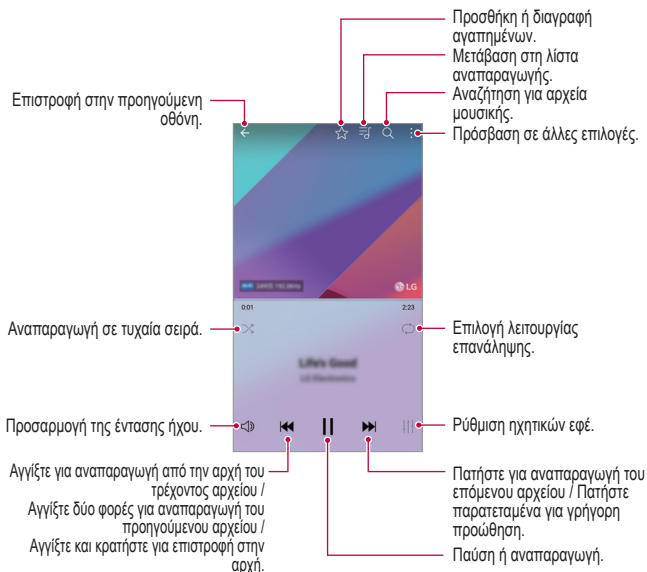 Προσθήκη ή διαγραφή
αγαπημένων.
Μετάβαση στη λίστα
αναπαραγωγής.
Αναζήτηση για αρχεία
μουσικής.
Πρόσβαση σε άλλες επιλογές.
Επιστροφή στην προηγούμενη
οθόνη.
LG
0:01
2:23
Αναπαραγωγή σε τυχαία σειρά.
Επιλογή λειτουργίας
επανάληψης.
Life's Good
LG Electronics
Προσαρμογή της έντασης ήχου.
Ρύθμιση ηχητικών εφέ.
Αγγίξτε για αναπαραγωγή από την αρχή του
τρέχοντος αρχείου /
Αγγίξτε δύο φορές για αναπαραγωγή του
προηγούμενου αρχείου /
Αγγίξτε και κρατήστε για επιστροφή στην
αρχή.
Πατήστε για αναπαραγωγή του
επόμενου αρχείου / Πατήστε
παρατεταμένα για γρήγορη
προώθηση.
Παύση ή αναπαραγωγή.